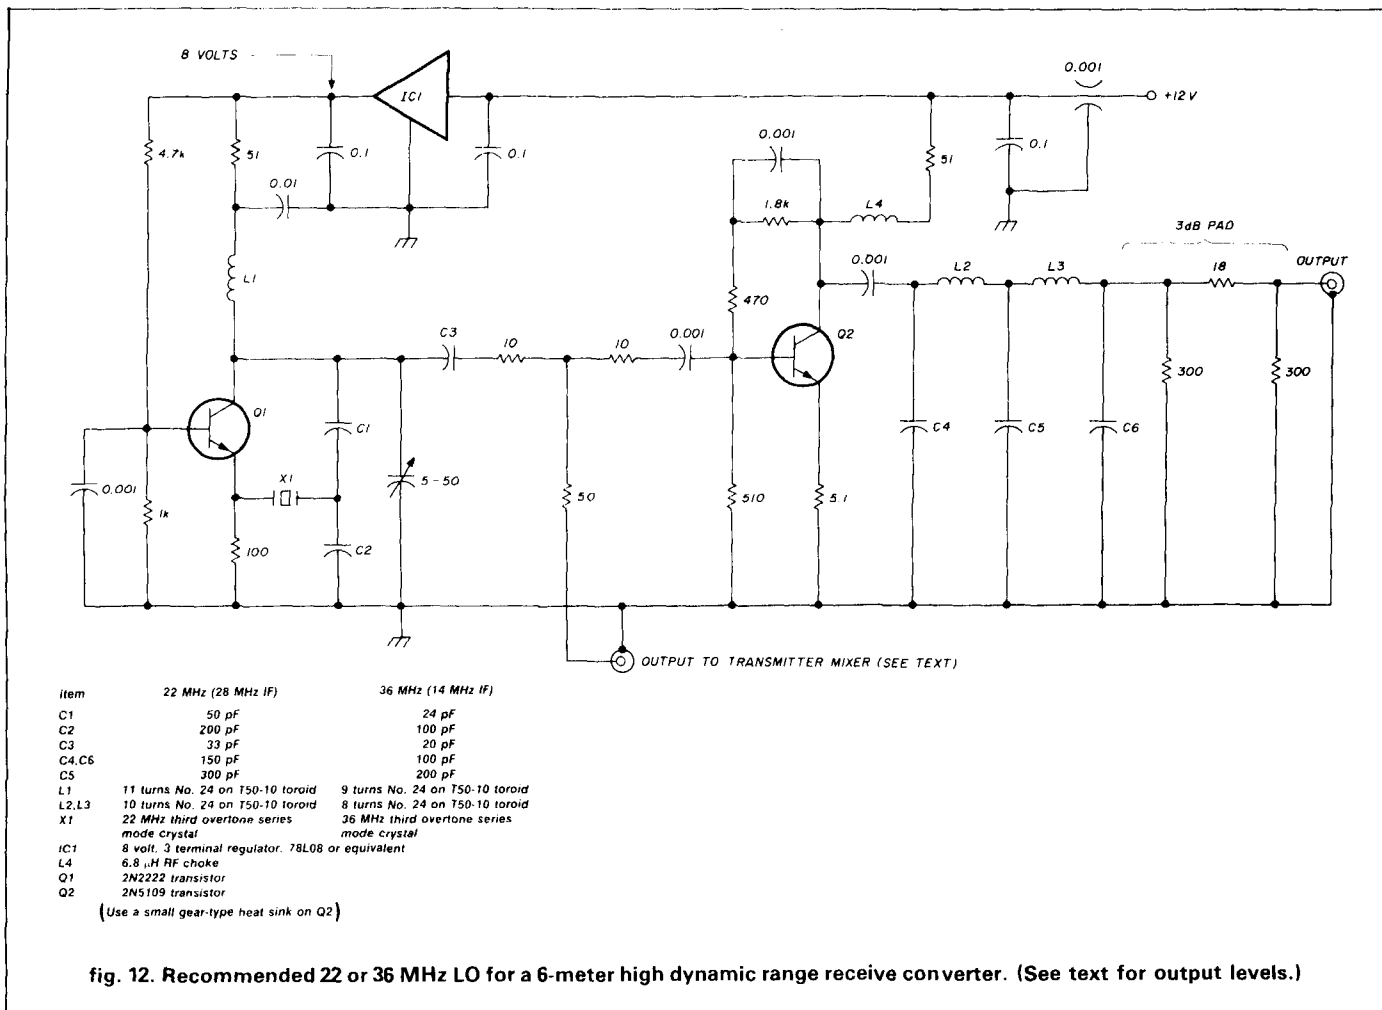 8 VOLTS
IC1
0.001
+12V
4.7k
51
0.1
0.1
0.001
51
0.1
0.01
1.8k
L4
3dB PAD
L1
0.001
L2
L3
18
OUTPUT
470
C3
10
10
0.001
Q2
300
300
Q1
C1
C4
C5
C6
X1
5-50
0.001
1k
50
510
5.1
100
C2
OUTPUT TO TRANSMITTER MIXER (SEE TEXT)
item 22 MHz (28 MHz IF) 36 MHz (14 MHz IF)
C1 50 pF 24 pF
C2 200 pF 100 pF
C3 33 pF 20 pF
C4,C6 150 pF 100 pF
C5 300 pF 200 pF
L1 11 turns No. 24 on T50-10 toroid 9 turns No. 24 on T50-10 toroid
L2,L3 10 turns No. 24 on T50-10 toroid 8 turns No. 24 on T50-10 toroid
X1 22 MHz third overtone series 36 MHz third overtone series
mode crystal mode crystal
IC1 8 volt, 3 terminal regulator, 78L08 or equivalent
L4 6.8 μH RF choke
Q1 2N2222 transistor
Q2 2N5109 transistor
(Use a small gear-type heat sink on Q2)
fig. 12. Recommended 22 or 36 MHz LO for a 6-meter high dynamic range receive converter. (See text for output levels.)